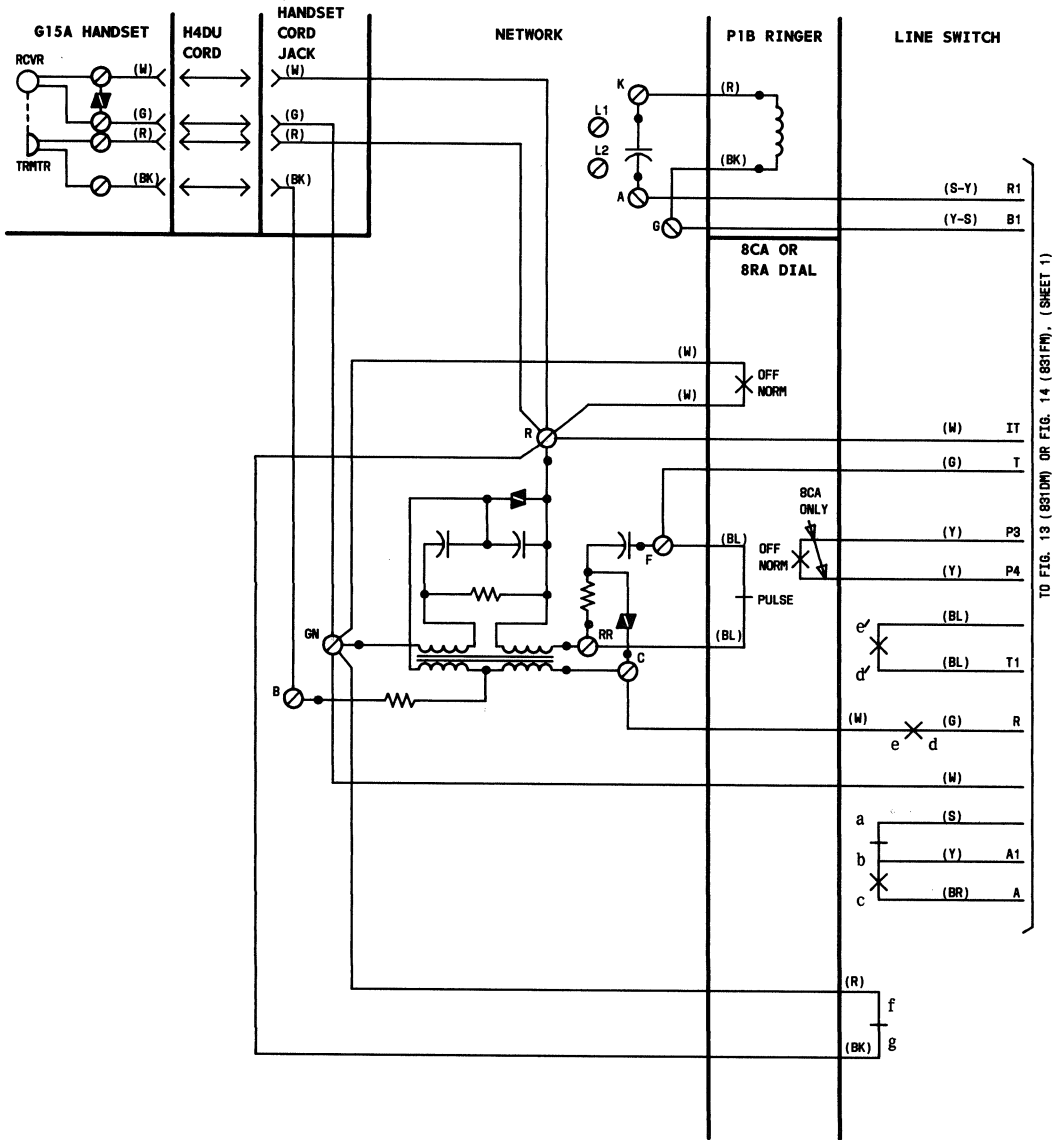 G15A HANDSET
H4DU
CORD
HANDSET
CORD
JACK
NETWORK
P1B RINGER
LINE SWITCH
RCVR
TRMTR
(W)
(G)
(R)
(BK)
(W)
(G)
(R)
(BK)
K
L1
L2
A
G
(R)
(BK)
(S-Y) R1
(Y-S) B1
8CA OR
8RA DIAL
(W)
OFF
NORM
(W)
R
(W) IT
(G) T
8CA
ONLY
F
(BL)
OFF
NORM
(Y) P3
(Y) P4
PULSE
(BL)
GN
RR
C
B
e′
(BL)
d′
(BL) T1
(W)
(G) R
e d
(W)
a
(S)
b
(Y) A1
c
(BR) A
(R)
f
g
(BK)
TO FIG. 13 (831DM) OR FIG. 14 (831FM), (SHEET 1)